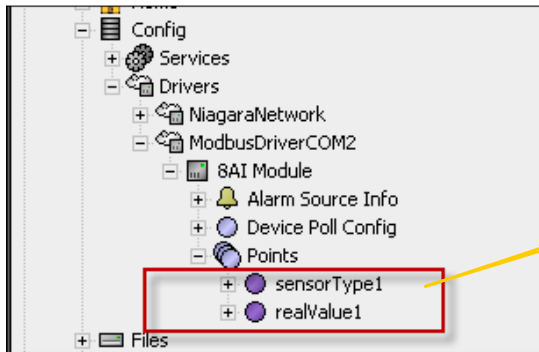 Config
Services
Drivers
NiagaraNetwork
ModbusDriverCOM2
8AI Module
Alarm Source Info
Device Poll Config
Points
sensorType1
realValue1
Files